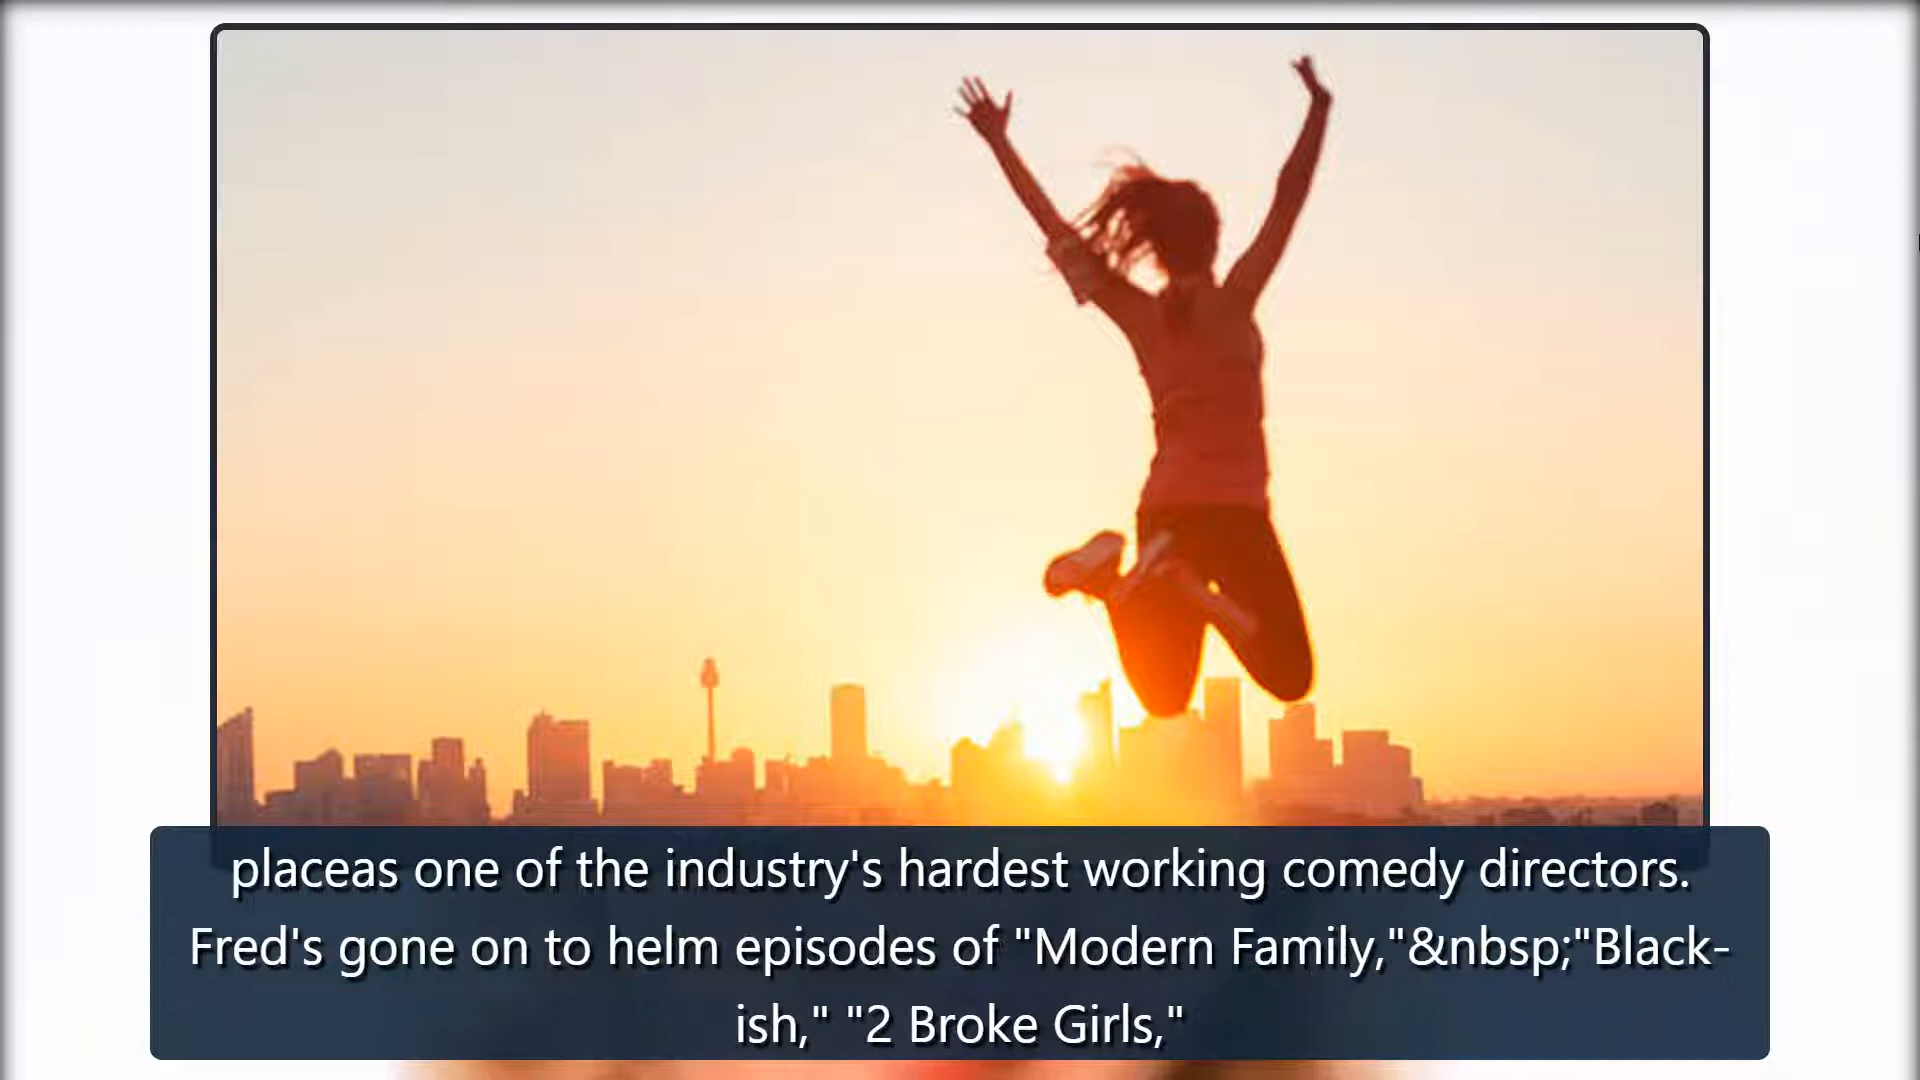 placeas one of the industry's hardest working comedy directors.
Fred's gone on to helm episodes of "Modern Family,"&nbsp;"Black-
ish," "2 Broke Girls,"